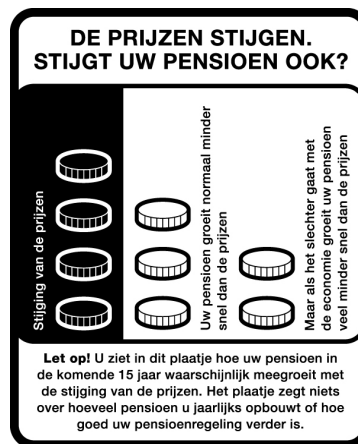 DE PRIJZEN STIJGEN.
STIJGT UW PENSIOEN OOK?
Stijging van de prijzen
Uw pensioen groeit normaal minder
snel dan de prijzen
Maar als het slechter gaat met
de economie groeit uw pensioen
veel minder snel dan de prijzen
Let op! U ziet in dit plaatje hoe uw pensioen in
de komende 15 jaar waarschijnlijk meegroeit met
de stijging van de prijzen. Het plaatje zegt niets
over hoeveel pensioen u jaarlijks opbouwt of hoe
goed uw pensioenregeling verder is.